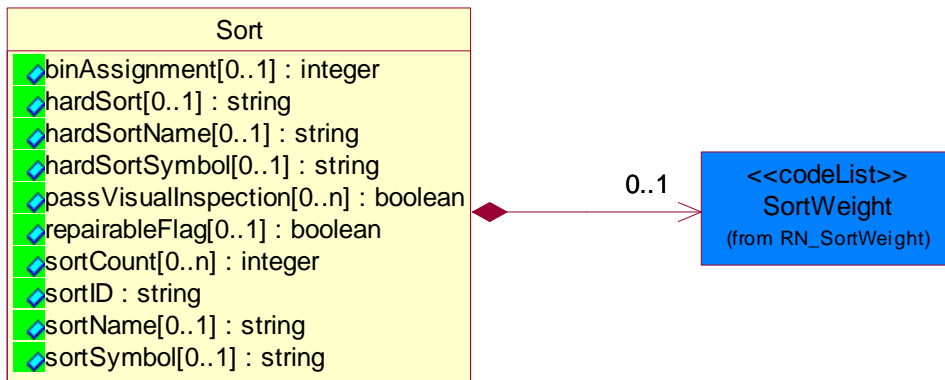 Sort
binAssignment[0..1] : integer
hardSort[0..1] : string
hardSortName[0..1] : string
hardSortSymbol[0..1] : string
passVisualInspection[0..n] : boolean
repairableFlag[0..1] : boolean
sortCount[0..n] : integer
sortID : string
sortName[0..1] : string
sortSymbol[0..1] : string
0..1
<<codeList>>
SortWeight
(from RN_SortWeight)